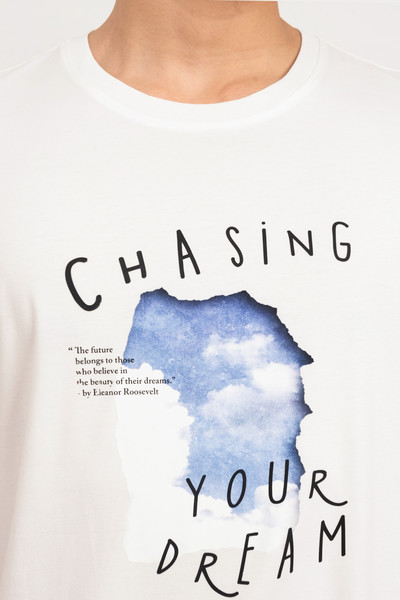 CHASiNG
“ The future
belongs to those
who believe in
the beauty of their dreams.”
- by Eleanor Roosevelt
YOUR
DREAM